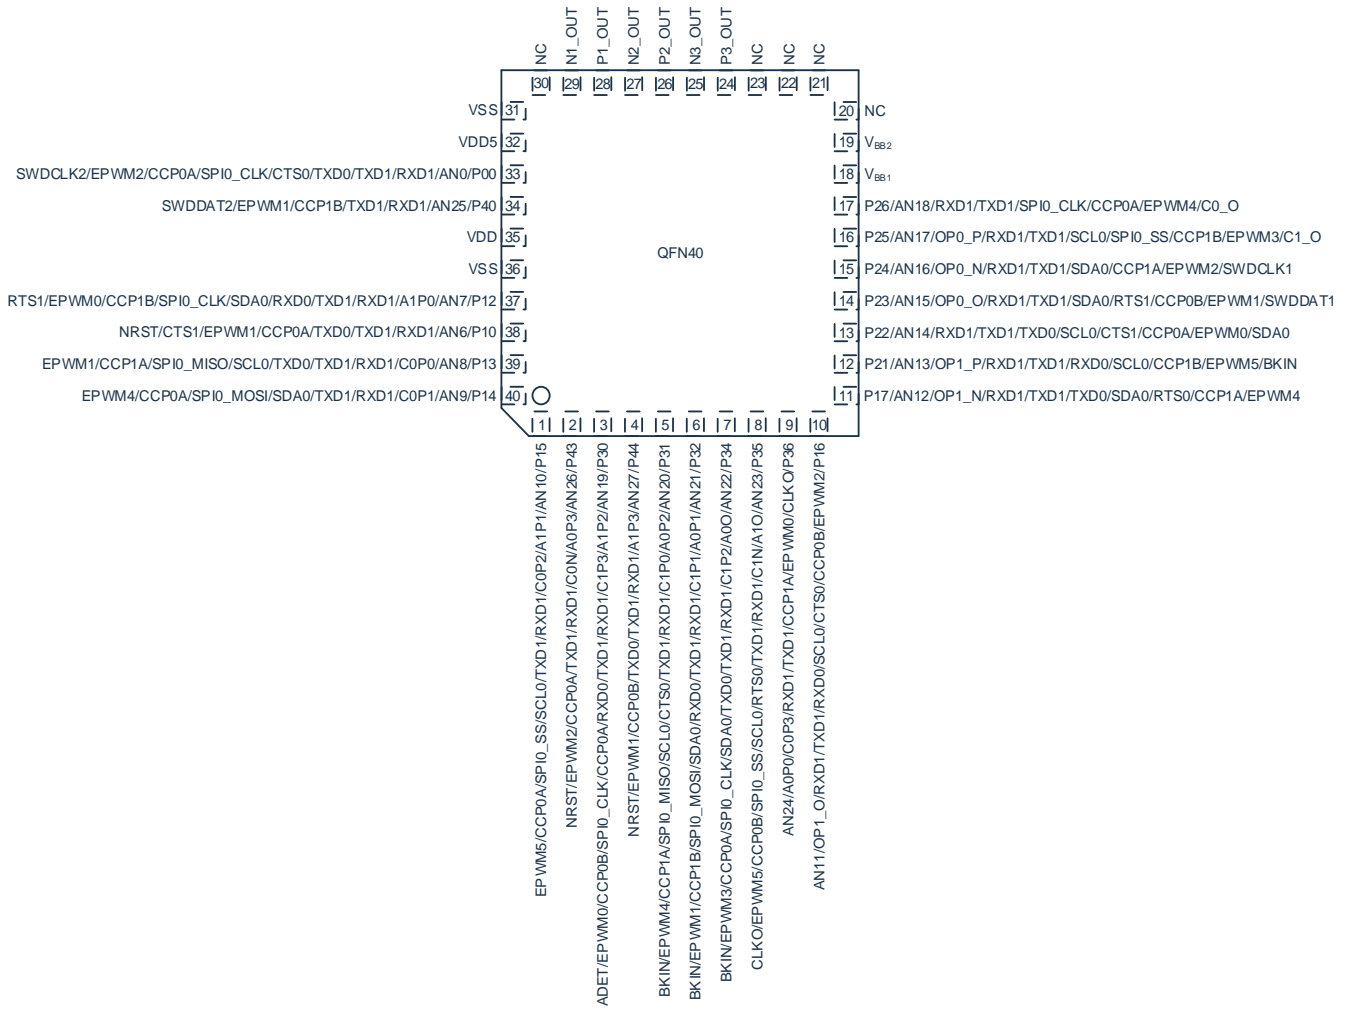 NC
N1_OUT
P1_OUT
N2_OUT
P2_OUT
N3_OUT
P3_OUT
NC
NC
NC
30
29
28
27
26
25
24
23
22
21
VSS 31
VDD5 32
SWDCLK2/EPWM2/CCP0A/SPI0_CLK/CTS0/TXD0/TXD1/RXD1/AN0/P00 33
SWDDAT2/EPWM1/CCP1B/TXD1/RXD1/AN25/P40 34
VDD 35
VSS 36
RTS1/EPWM0/CCP1B/SPI0_CLK/SDA0/RXD0/TXD1/RXD1/A1P0/AN7/P12 37
NRST/CTS1/EPWM1/CCP0A/TXD0/TXD1/RXD1/AN6/P10 38
EPWM1/CCP1A/SPI0_MISO/SCL0/TXD0/TXD1/RXD1/C0P0/AN8/P13 39
EPWM4/CCP0A/SPI0_MOSI/SDA0/TXD1/RXD1/C0P1/AN9/P14 40
QFN40
20 NC
19 VBB2
18 VBB1
17 P26/AN18/RXD1/TXD1/SPI0_CLK/CCP0A/EPWM4/C0_O
16 P25/AN17/OP0_P/RXD1/TXD1/SCL0/SPI0_SS/CCP1B/EPWM3/C1_O
15 P24/AN16/OP0_N/RXD1/TXD1/SDA0/CCP1A/EPWM2/SWDCLK1
14 P23/AN15/OP0_O/RXD1/TXD1/SDA0/RTS1/CCP0B/EPWM1/SWDDAT1
13 P22/AN14/RXD1/TXD1/TXD0/SCL0/CTS1/CCP0A/EPWM0/SDA0
12 P21/AN13/OP1_P/RXD1/TXD1/RXD0/SCL0/CCP1B/EPWM5/BKIN
11 P17/AN12/OP1_N/RXD1/TXD1/TXD0/SDA0/RTS0/CCP1A/EPWM4
1
2
3
4
5
6
7
8
9
10
EPWM5/CCP0A/SPI0_SS/SCL0/TXD1/RXD1/C0P2/A1P1/AN10/P15
NRST/EPWM2/CCP0A/TXD1/RXD1/C0N/A0P3/AN26/P43
ADET/EPWM0/CCP0B/SPI0_CLK/CCP0A/RXD0/TXD1/RXD1/C1P3/A1P2/AN19/P30
NRST/EPWM1/CCP0B/TXD0/TXD1/RXD1/A1P3/AN27/P44
BKIN/EPWM4/CCP1A/SPI0_MISO/SCL0/CTS0/TXD1/RXD1/C1P0/A0P2/AN20/P31
BKIN/EPWM1/CCP1B/SPI0_MOSI/SDA0/RXD0/TXD1/RXD1/C1P1/A0P1/AN21/P32
BKIN/EPWM3/CCP0A/SPI0_CLK/SDA0/TXD0/TXD1/RXD1/C1P2/A0O/AN22/P34
CLKO/EPWM5/CCP0B/SPI0_SS/SCL0/RTS0/TXD1/RXD1/C1N/A1O/AN23/P35
AN24/A0P0/C0P3/RXD1/TXD1/CCP1A/EPWM0/CLKO/P36
AN11/OP1_O/RXD1/TXD1/RXD0/SCL0/CTS0/CCP0B/EPWM2/P16